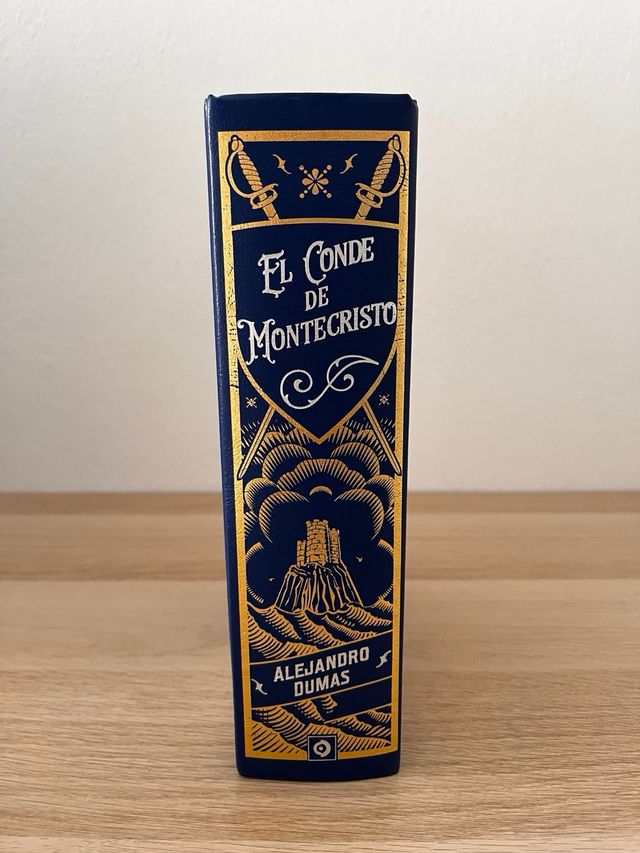 El Conde
de
Montecristo
ALEJANDRO
DUMAS